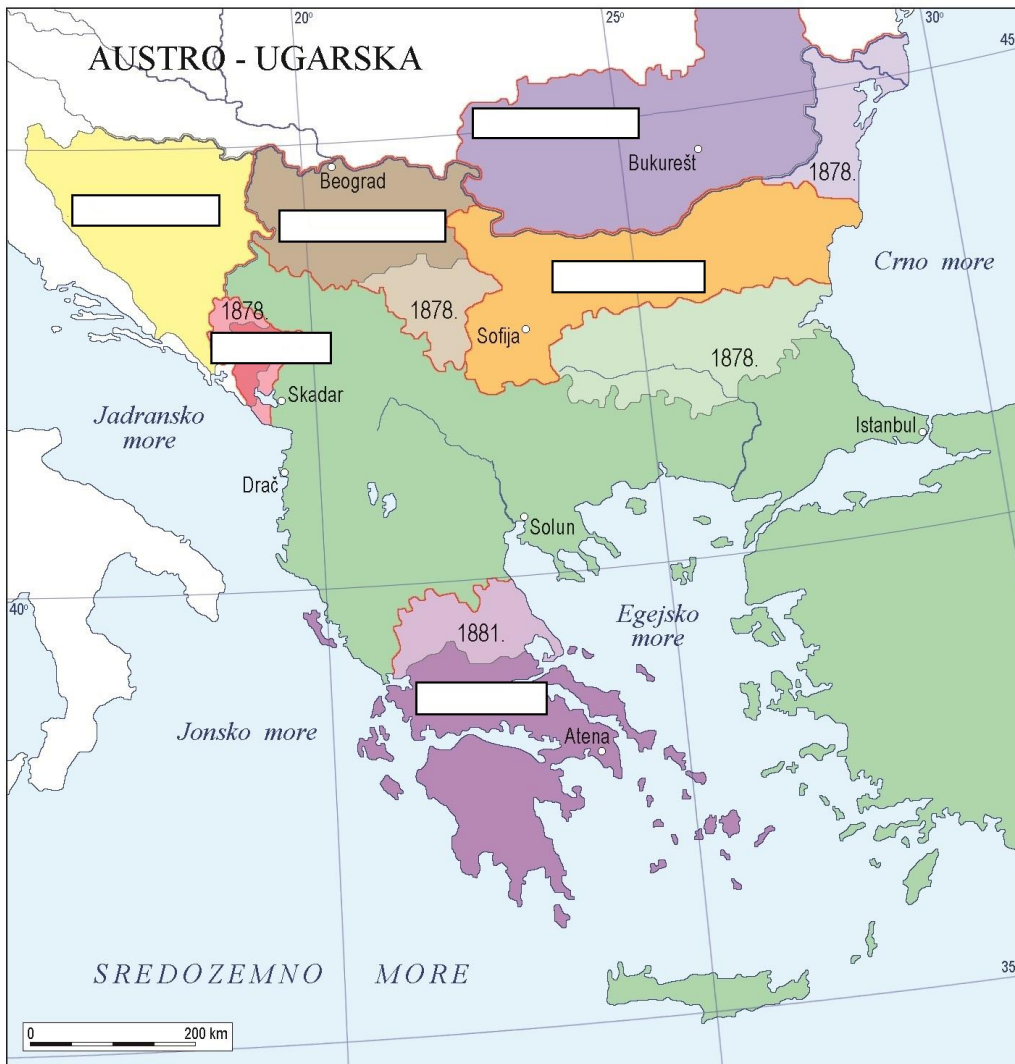 20°
25°
30°
45°
AUSTRO - UGARSKA
Bukurešt
Beograd
1878.
Crno more
1878.
1878.
Sofija
1878.
Skadar
Jadransko
more
Istanbul
Drač
Solun
40°
Egejsko
more
1881.
Jonsko more
Atena
SREDOZEMNO MORE
35°
0 200 km